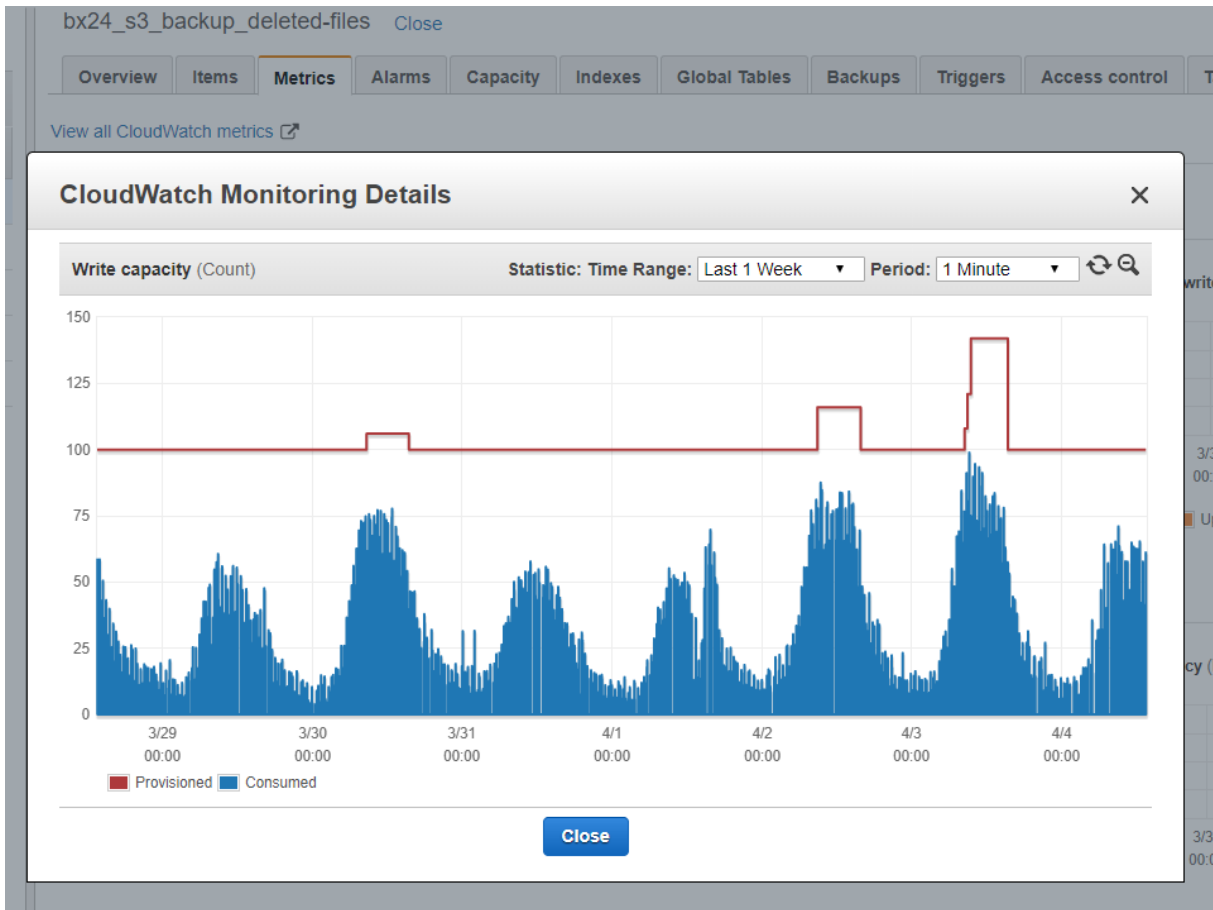 bx24_s3_backup_deleted-files Close
Overview Items Metrics Alarms Capacity Indexes Global Tables Backups Triggers Access control
View all CloudWatch metrics
CloudWatch Monitoring Details
Write capacity (Count) Statistic: Time Range: Last 1 Week Period: 1 Minute
150
125
100
75
50
25
0
3/29 3/30 3/31 4/1 4/2 4/3 4/4
00:00 00:00 00:00 00:00 00:00 00:00 00:00
Provisioned Consumed
Close